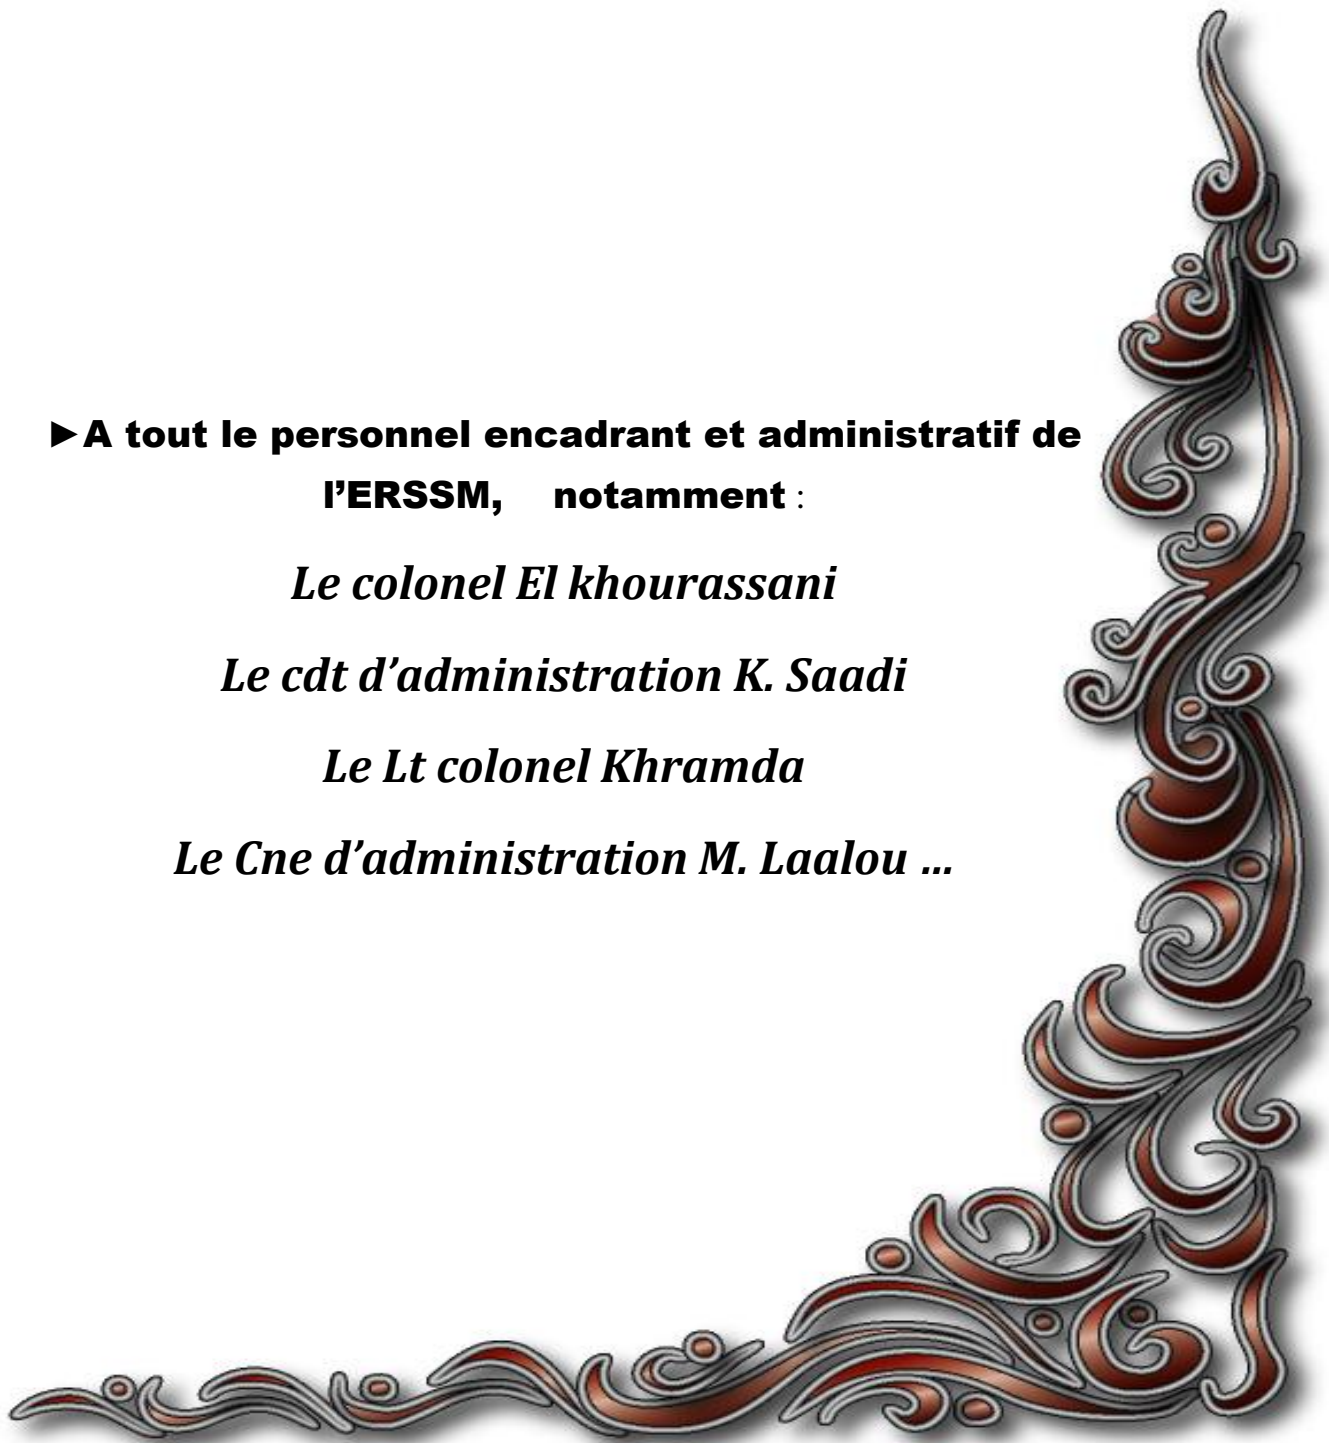 ►A tout le personnel encadrant et administratif de
l’ERSSM, notamment :
Le colonel El khourassani
Le cdt d’administration K. Saadi
Le Lt colonel Khramda
Le Cne d’administration M. Laalou ...